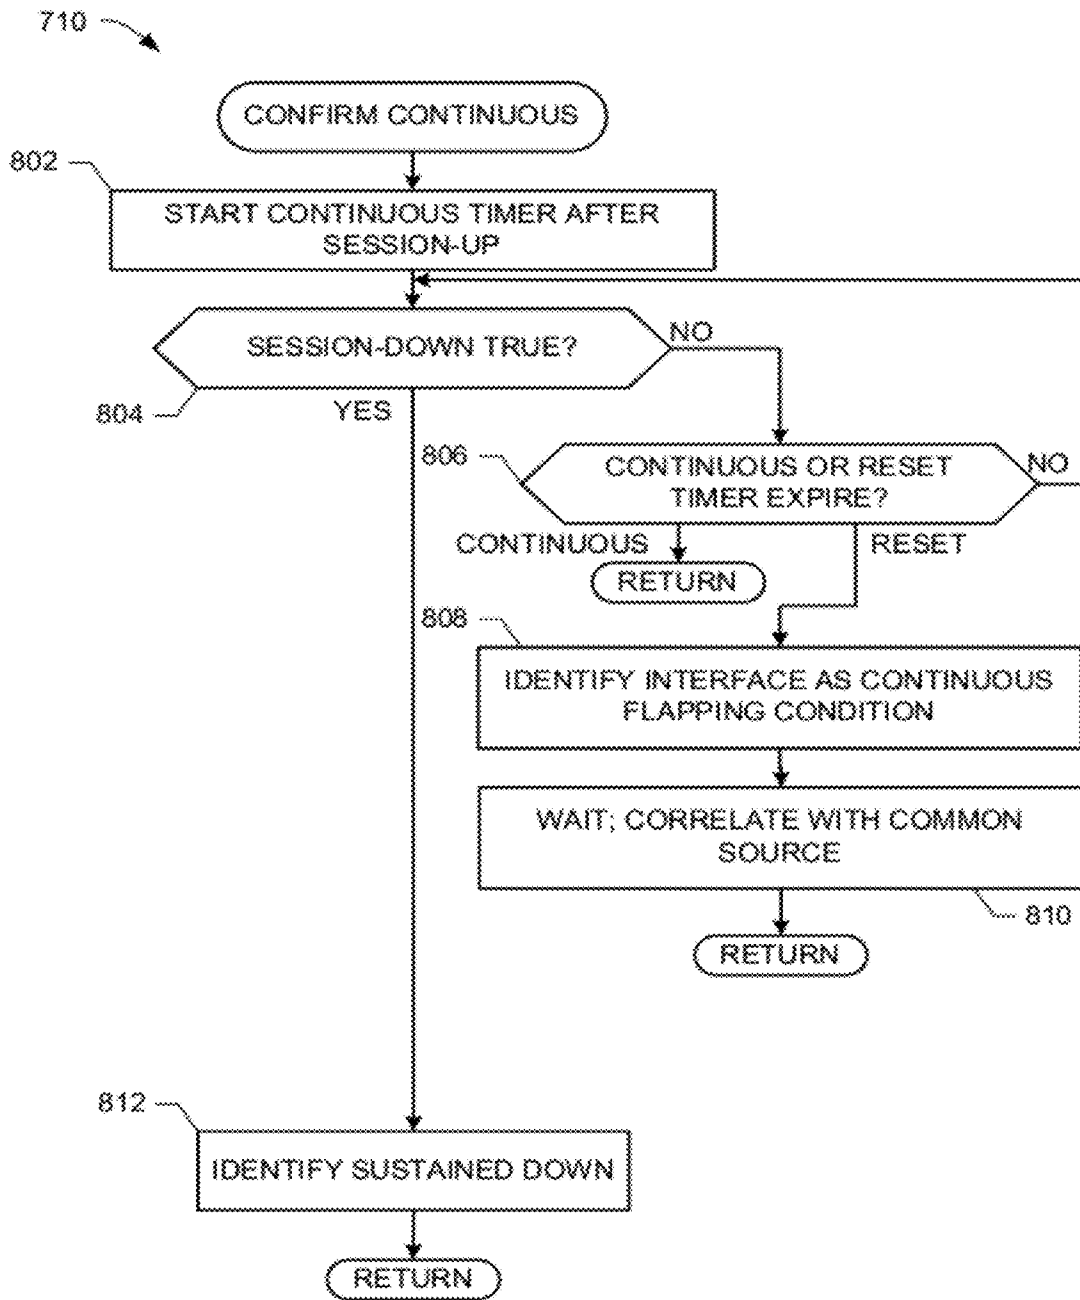 710
CONFIRM CONTINUOUS
802
START CONTINUOUS TIMER AFTER
SESSION-UP
SESSION-DOWN TRUE?
NO
804
YES
806
CONTINUOUS OR RESET
TIMER EXPIRE?
NO
CONTINUOUS
RESET
RETURN
808
IDENTIFY INTERFACE AS CONTINUOUS
FLAPPING CONDITION
WAIT; CORRELATE WITH COMMON
SOURCE
810
RETURN
812
IDENTIFY SUSTAINED DOWN
RETURN